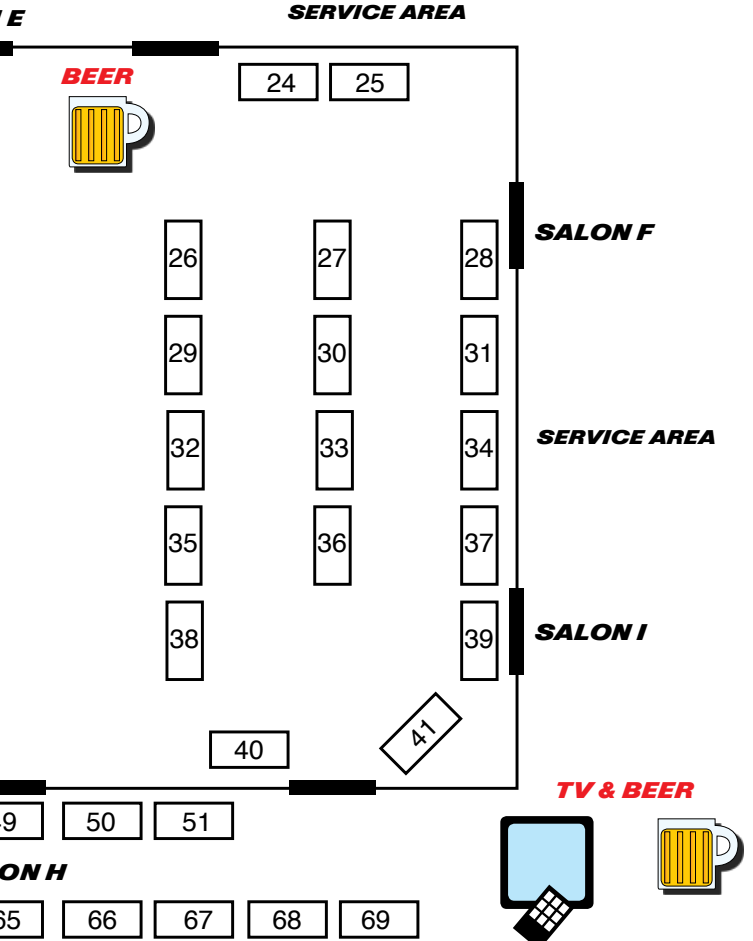 E
SERVICE AREA
BEER
24 25
26 27 28
SALON F
29 30 31
32 33 34
SERVICE AREA
35 36 37
38 39
SALON I
40 41
TV & BEER
50 51
ON H
66 67 68 69